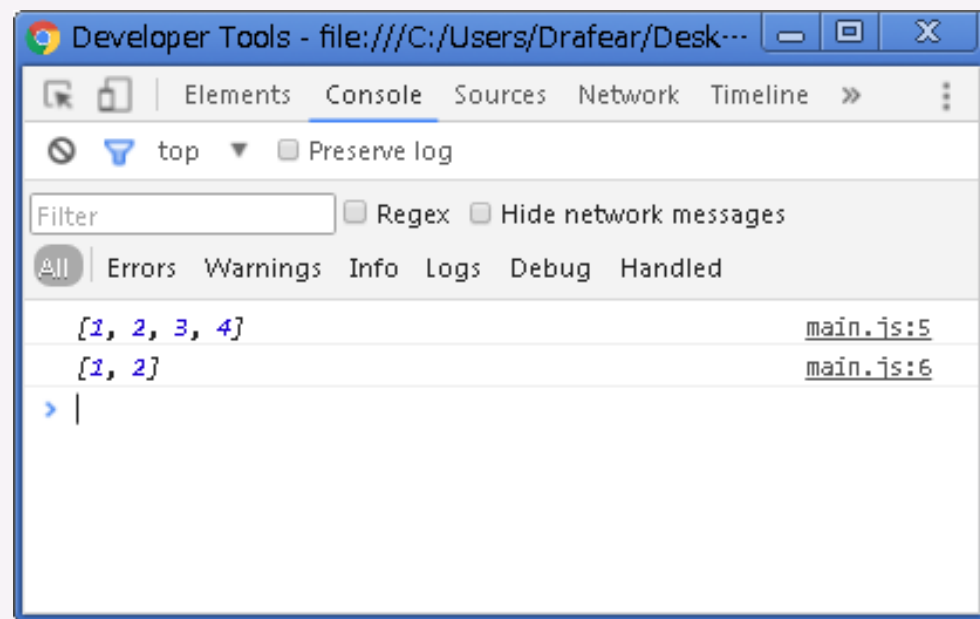 Developer Tools - file:///C:/Users/Drafear/Desk...
Elements Console Sources Network Timeline »
top ▼ Preserve log
Filter Regex Hide network messages
All Errors Warnings Info Logs Debug Handled
[1, 2, 3, 4] main.js:5
[1, 2] main.js:6
>